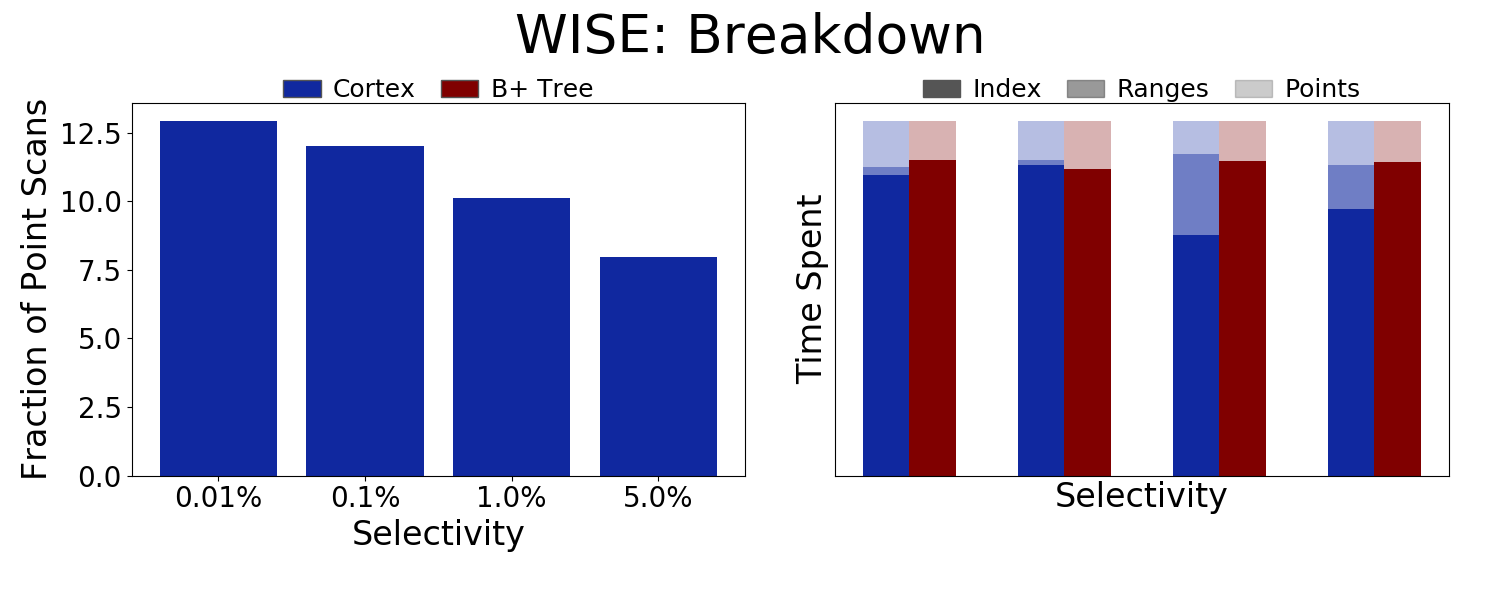 WISE: Breakdown
Cortex
B+ Tree
Fraction of Point Scans
12.5
10.0
7.5
5.0
2.5
0.0
0.01%
0.1%
1.0%
5.0%
Selectivity
Index
Ranges
Points
Time Spent
Selectivity